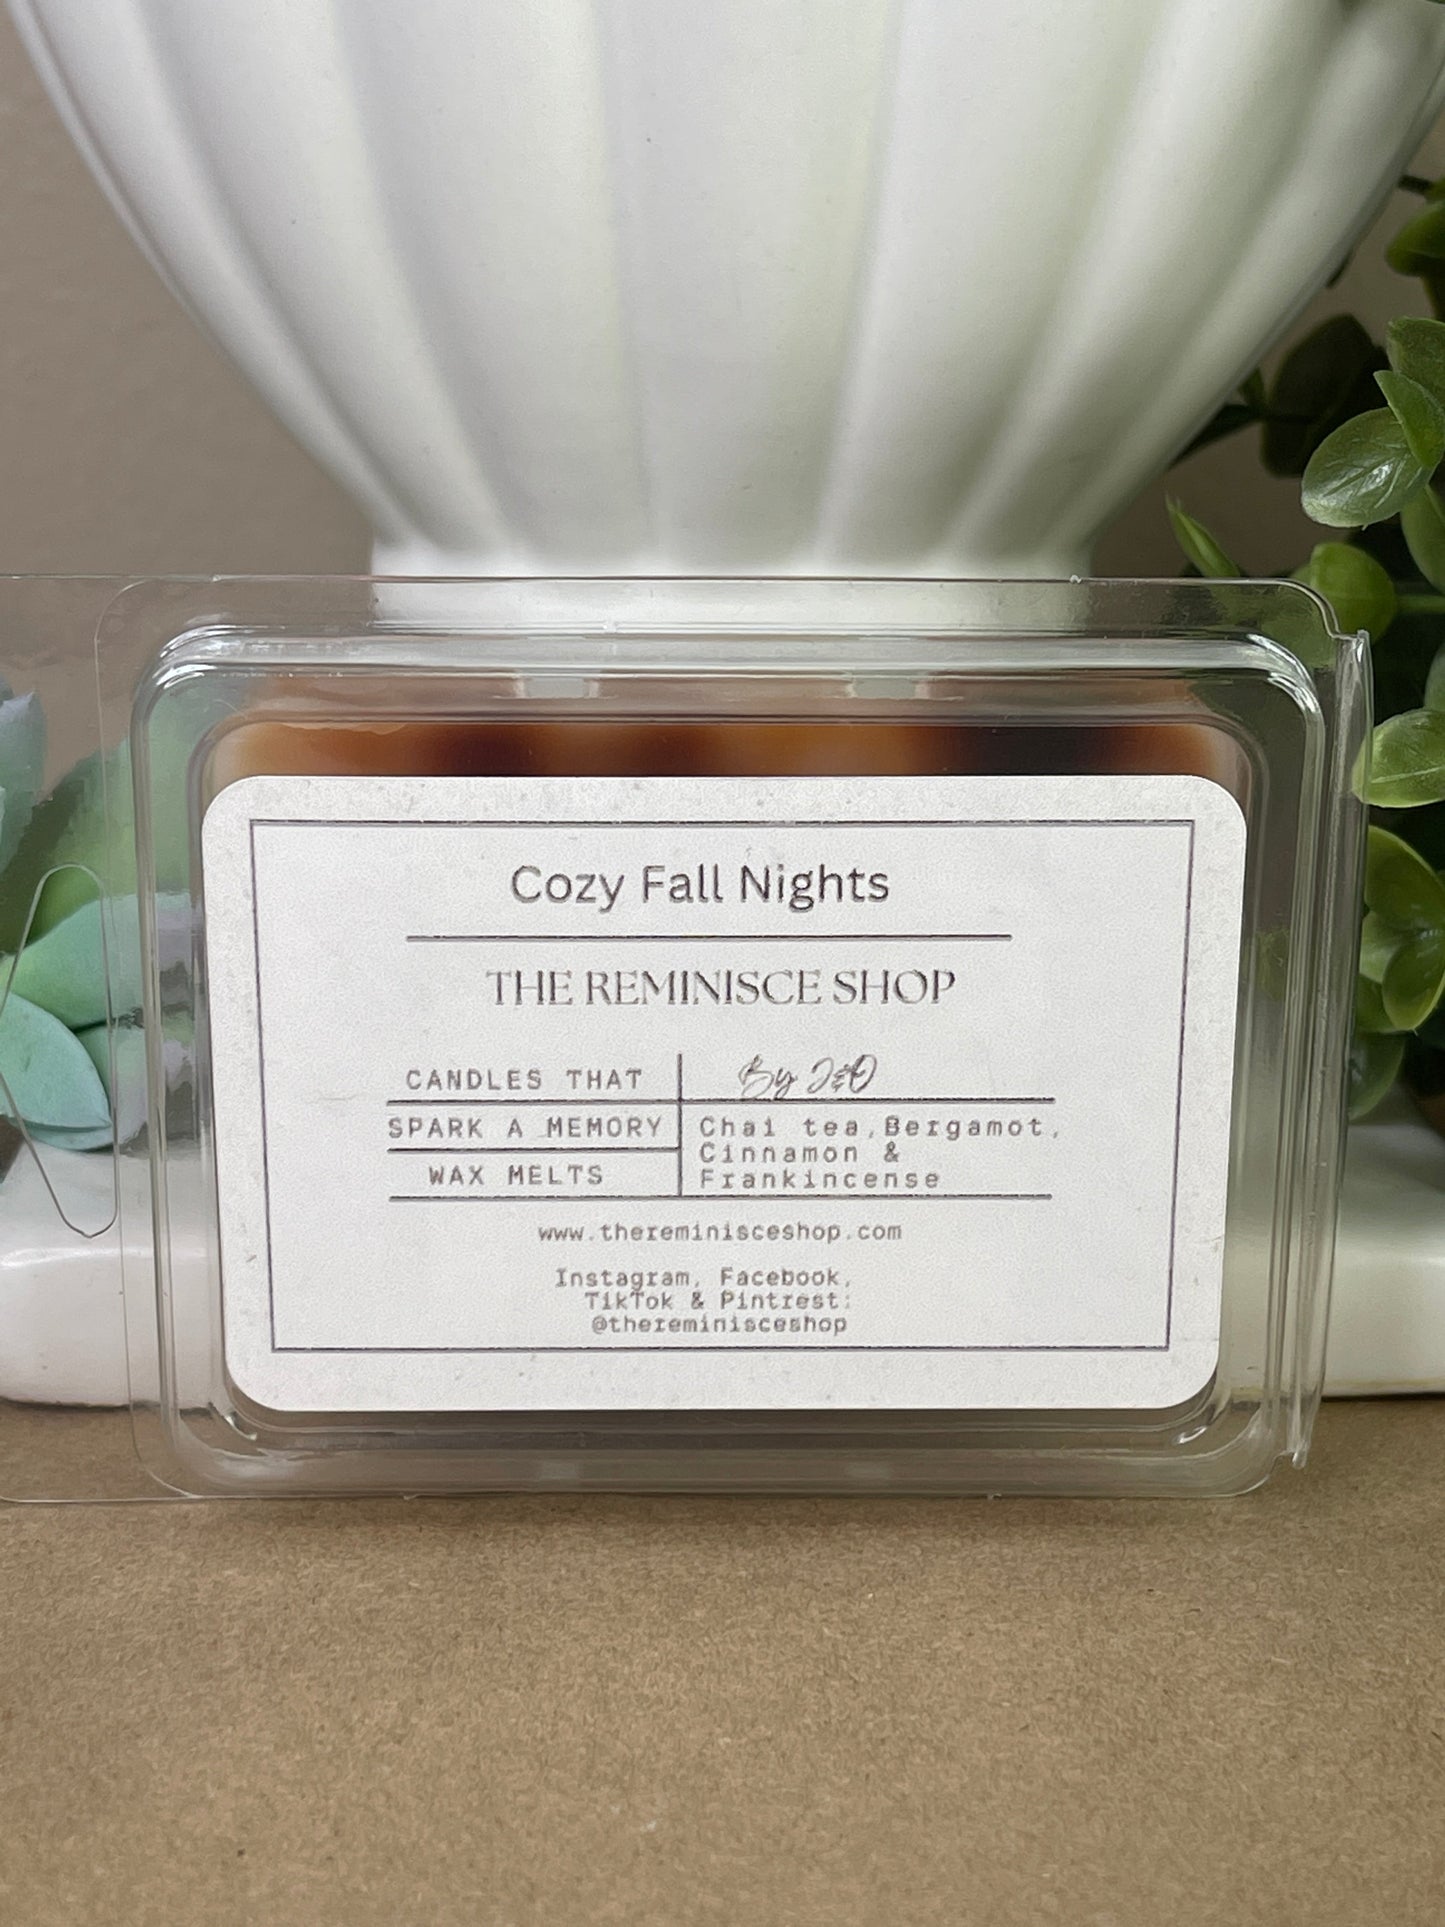 Cozy Fall Nights
THE REMINISCE SHOP
CANDLES THAT
SPARK A MEMORY
WAX MELTS
By J&O
Chai tea, Bergamot,
Cinnamon &
Frankincense
www.thereminisceshop.com
Instagram, Facebook,
TikTok & Pintrest:
@thereminisceshop